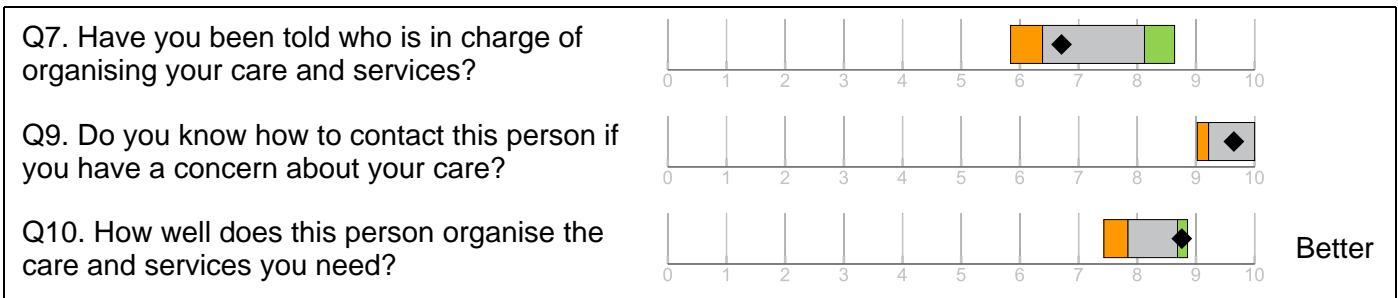 Q7. Have you been told who is in charge of
organising your care and services?
0 1 2 3 4 5 6 7 8 9 10
Q9. Do you know how to contact this person if
you have a concern about your care?
0 1 2 3 4 5 6 7 8 9 10
Q10. How well does this person organise the
care and services you need?
0 1 2 3 4 5 6 7 8 9 10
Better